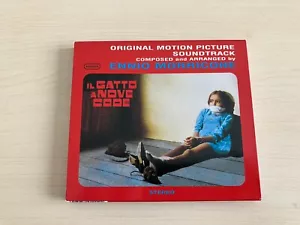 ORIGINAL MOTION PICTURE
SOUNDTRACK
COMPOSED and ARRANGED by
ENNIO MORRICONE
IL GATTO
A NOVE
CODE
STEREO